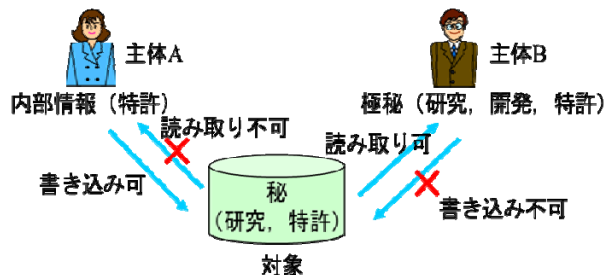 主体A
主体B
内部情報（特許）
極秘（研究, 開発, 特許）
読み取り不可
読み取り可
書き込み可
秘
（研究, 特許）
書き込み不可
対象